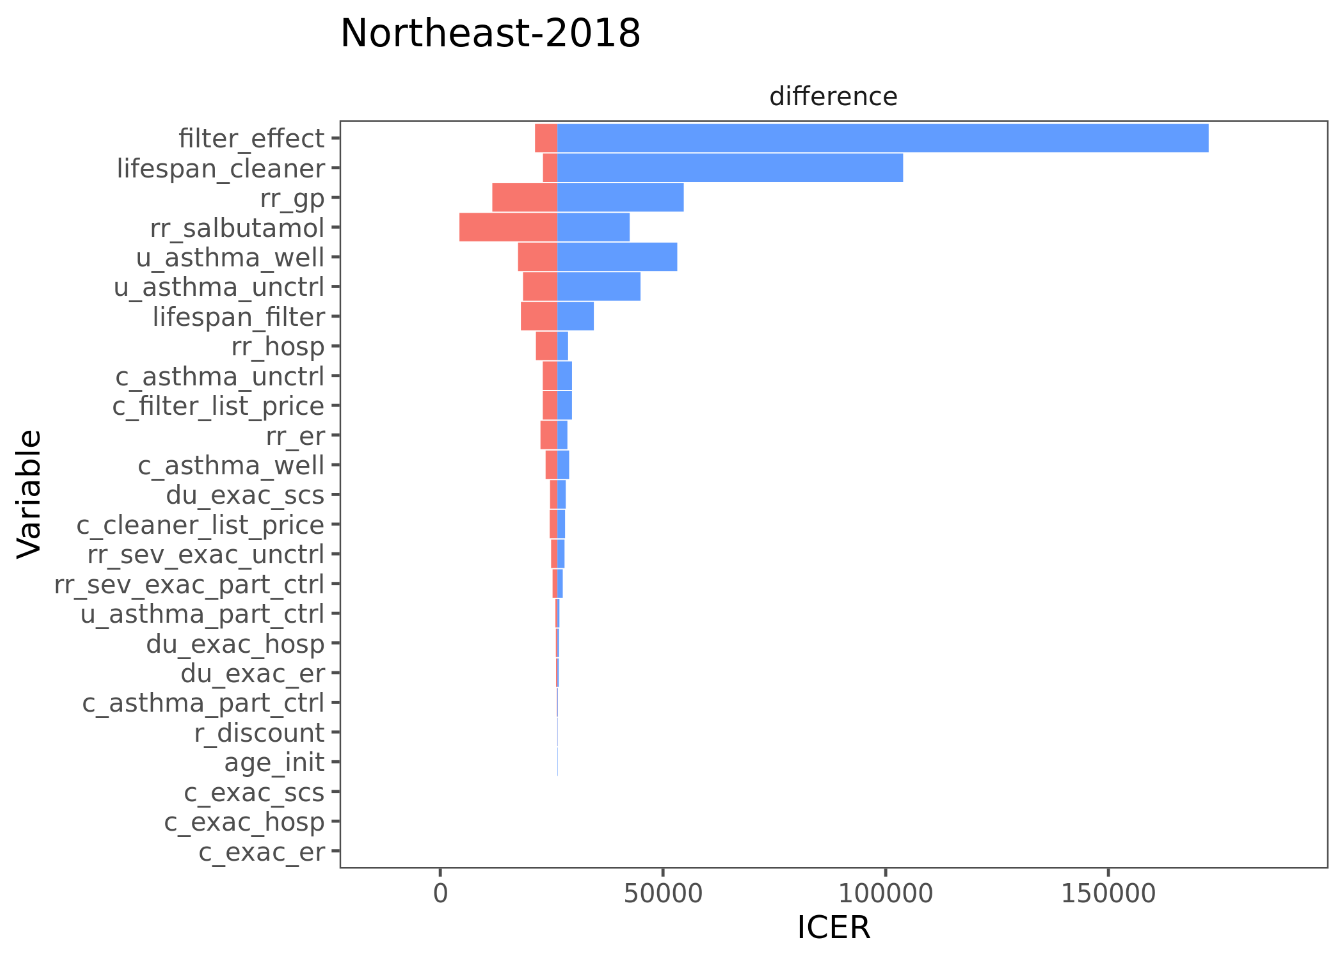 Northeast-2018
difference
filter_effect
lifespan_cleaner
rr_gp
rr_salbutamol
u_asthma_well
u_asthma_unctrl
lifespan_filter
rr_hosp
c_asthma_unctrl
c_filter_list_price
rr_er
c_asthma_well
du_exac_scs
c_cleaner_list_price
rr_sev_exac_unctrl
rr_sev_exac_part_ctrl
u_asthma_part_ctrl
du_exac_hosp
du_exac_er
c_asthma_part_ctrl
r_discount
age_init
c_exac_scs
c_exac_hosp
c_exac_er
Variable
0 50000 100000 150000
ICER